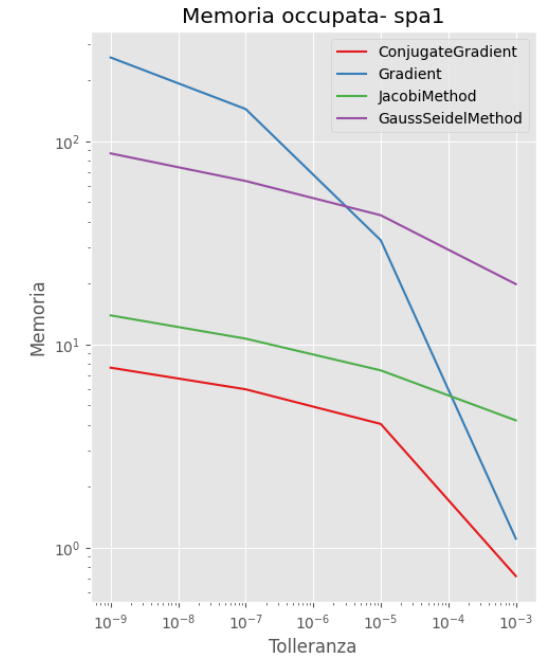 Memoria occupata- spa1
ConjugateGradient
Gradient
JacobiMethod
GaussSeidelMethod
Memoria
10²
10¹
10⁰
10⁻⁹ 10⁻⁸ 10⁻⁷ 10⁻⁶ 10⁻⁵ 10⁻⁴ 10⁻³
Tolleranza